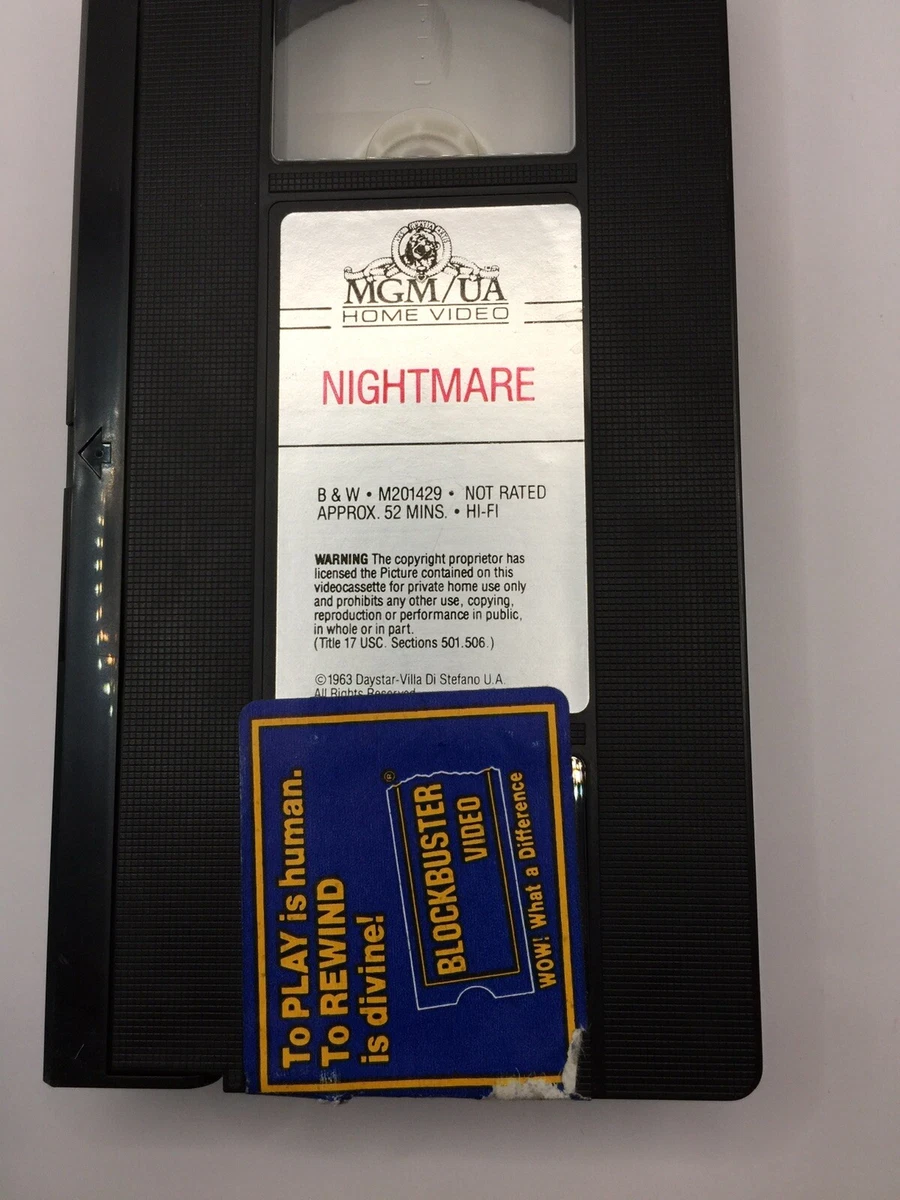 MGM/UA
HOME VIDEO
NIGHTMARE
B & W • M201429 • NOT RATED
APPROX. 52 MINS. • HI-FI
WARNING The copyright proprietor has
licensed the Picture contained on this
videocassette for private home use only
and prohibits any other use, copying,
reproduction or performance in public,
in whole or in part.
(Title 17 USC. Sections 501.506.)
©1963 Daystar-Villa Di Stefano U.A.
All Rights Reserved
To PLAY is human.
To REWIND
is divine!
BLOCKBUSTER
VIDEO
®
WOW! What a Difference